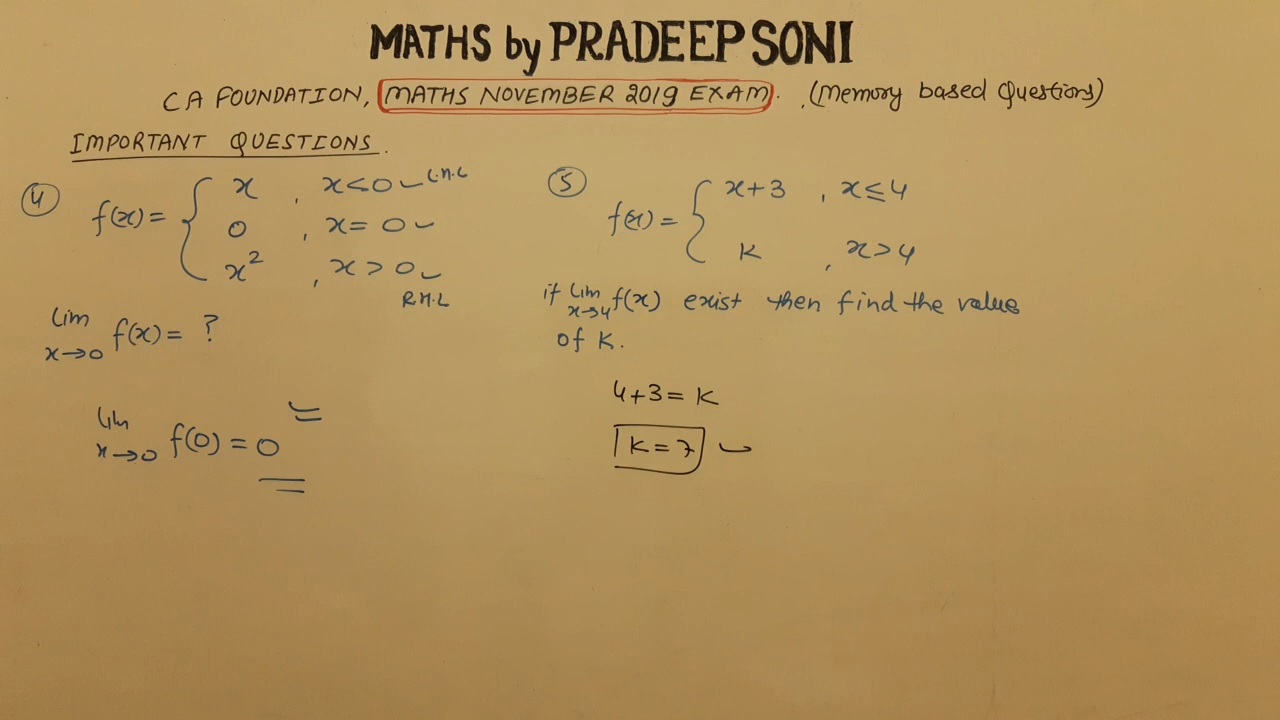 MATHS by PRADEEP SONI
CA FOUNDATION, MATHS NOVEMBER 2019 EXAM. (Memory based Questions)
IMPORTANT QUESTIONS.
4
f(x) = { x , x<0 L.H.L
0 , x = 0
x² , x > 0
R.H.L
lim x→0 f(x) = ?
lim x→0 f(0) = 0
5
f(x) = { x+3 , x≤4
K , x>4
if lim x→4 f(x) exist then find the value
of K.
4+3 = K
K = 7